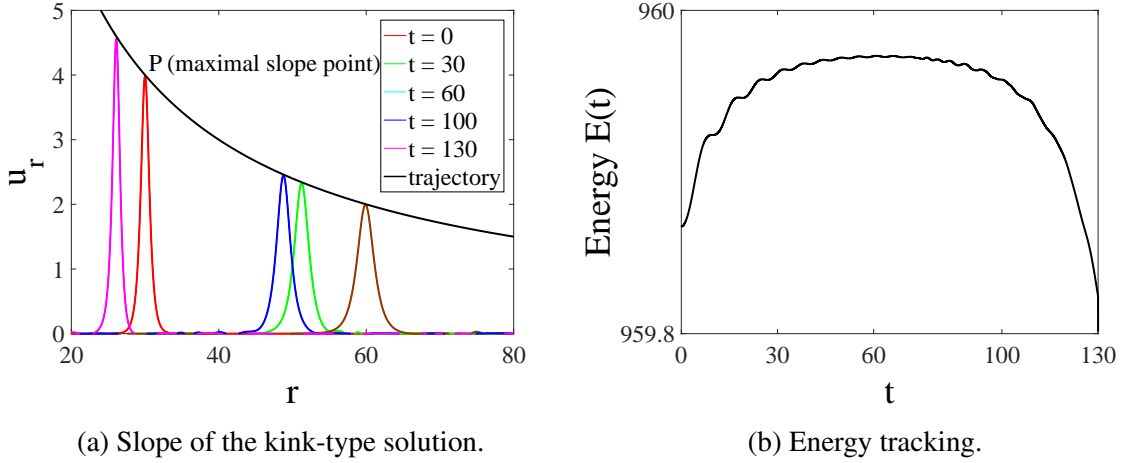 5
4
3
2
1
0
20
40
60
80
u_r
r
P (maximal slope point)
t = 0
t = 30
t = 60
t = 100
t = 130
trajectory
(a) Slope of the kink-type solution.
960
959.8
Energy E(t)
0
30
60
100
130
t
(b) Energy tracking.